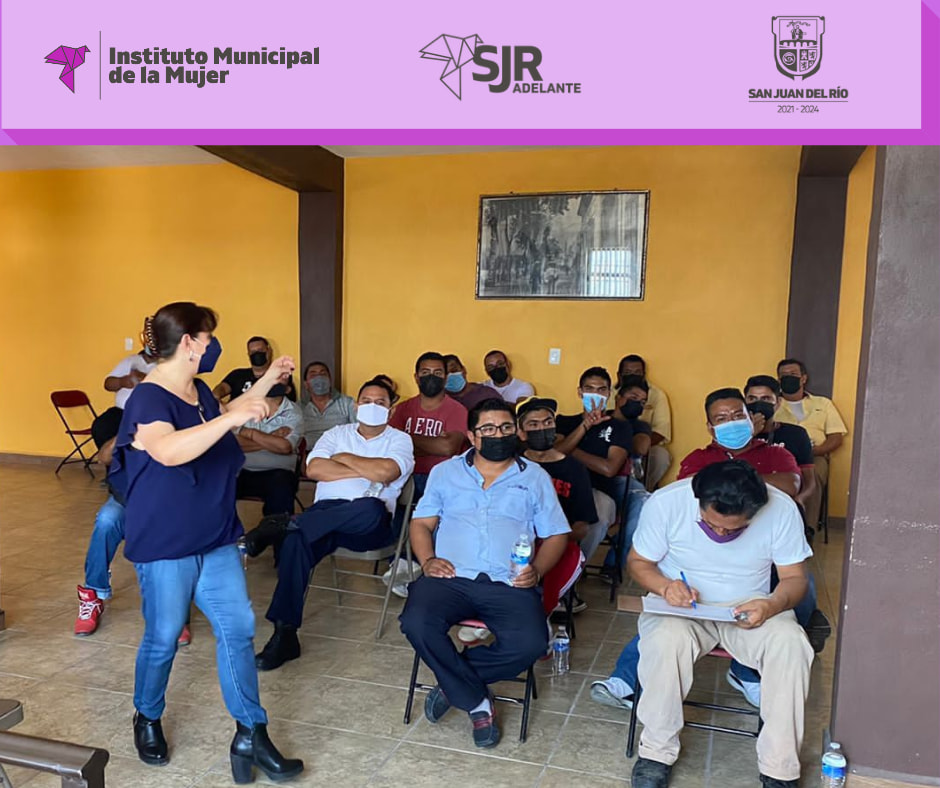 Instituto Municipal
de la Mujer
SJR
ADELANTE
SAN JUAN DEL RÍO
2021 - 2024
AERO